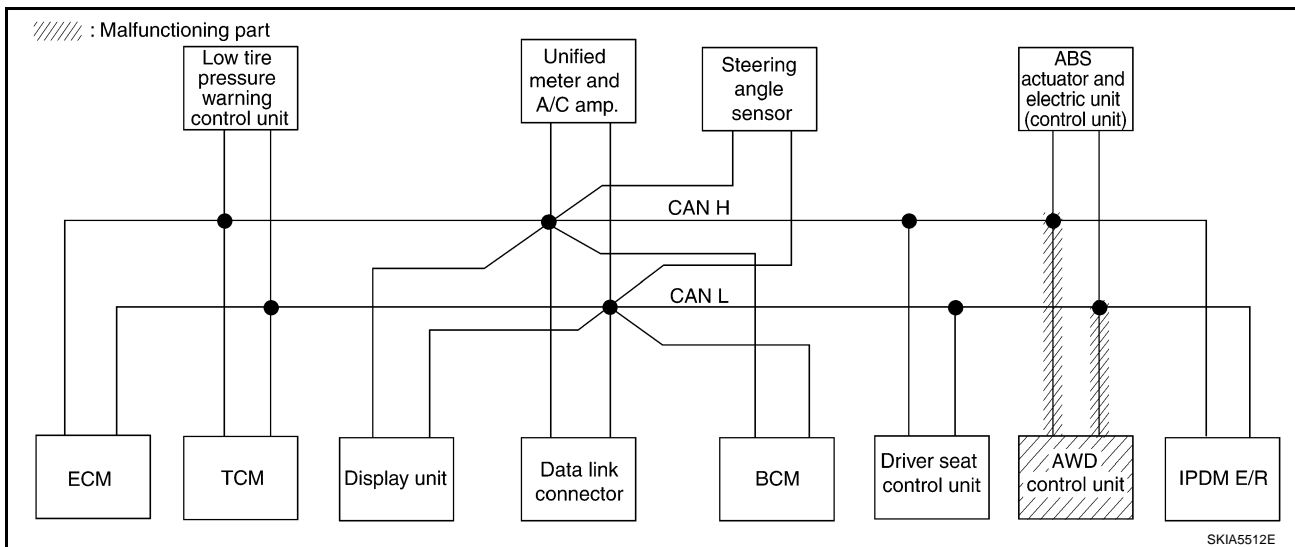 : Malfunctioning part
Low tire
pressure
warning
control unit
Unified
meter and
A/C amp.
Steering
angle
sensor
ABS
actuator and
electric unit
(control unit)
CAN H
CAN L
ECM
TCM
Display unit
Data link
connector
BCM
Driver seat
control unit
AWD
control unit
IPDM E/R
SKIA5512E